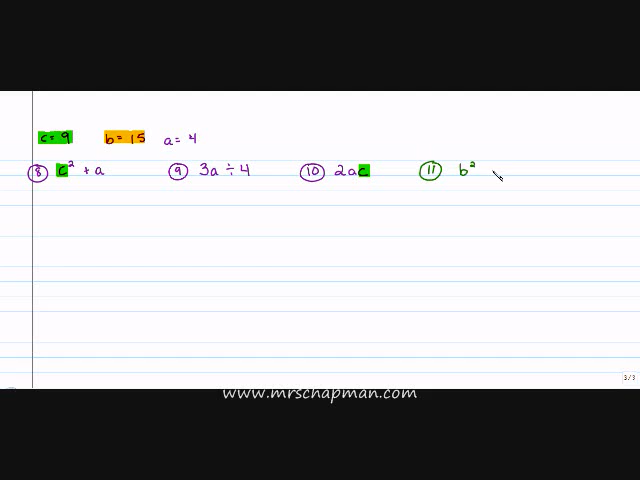 c = 9 b = 15 a = 4
8 c² + a 9 3a ÷ 4 10 2ac 11 b²
3/3
www.mrschapman.com